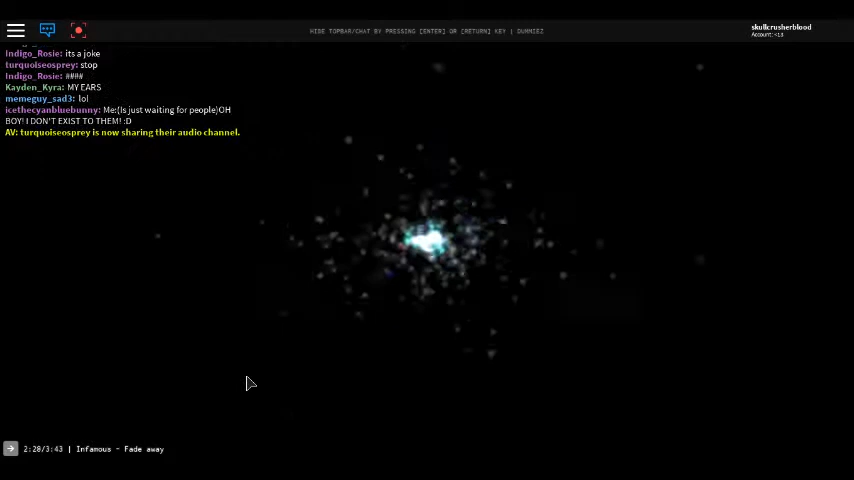 HIDE TOPBAR/CHAT BY PRESSING [ENTER] OR [RETURN] KEY | DUMMIEZ
skullcrusherblood
Account: <13
Indigo_Rosie: its a joke
turquoiseosprey: stop
Indigo_Rosie: ####
Kayden_Kyra: MY EARS
memeguy_sad3: lol
icethecyanbluebunny: Me:(Is just waiting for people)OH
BOY! I DON'T EXIST TO THEM! :D
AV: turquoiseosprey is now sharing their audio channel.
2:20/3:43 | Infamous - Fade away